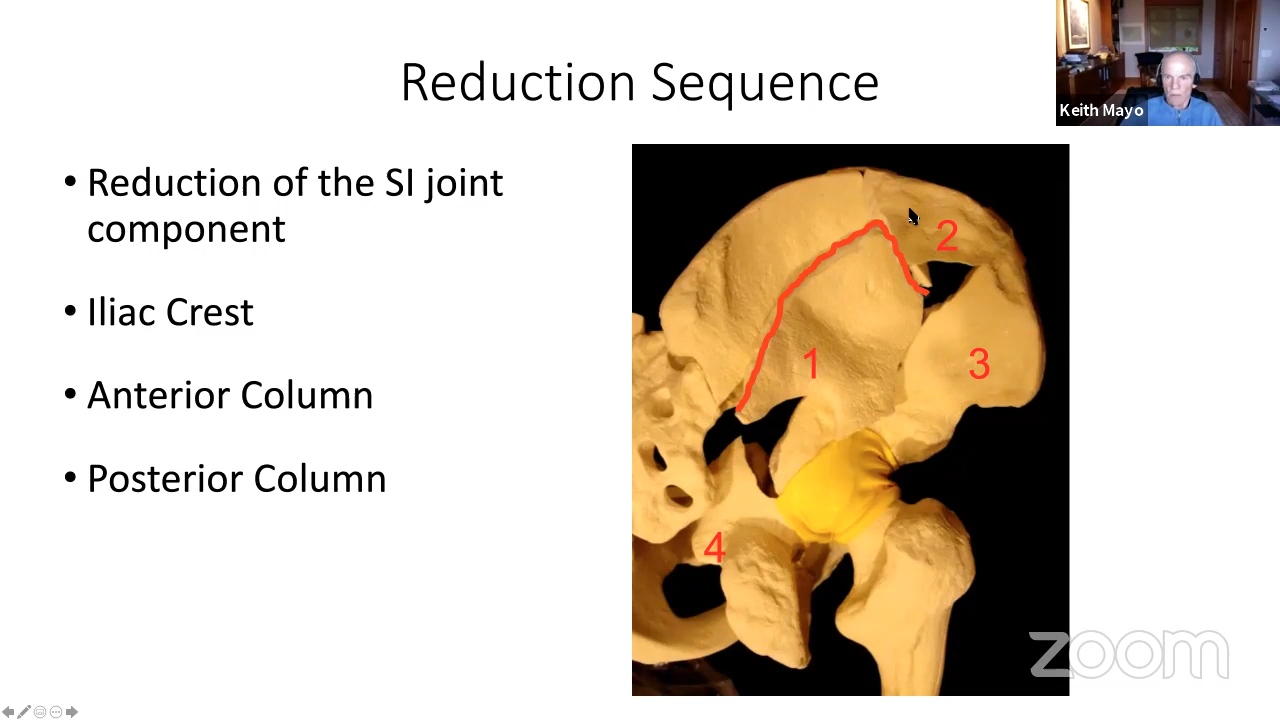 Reduction Sequence
Keith Mayo
• Reduction of the SI joint
component
• Iliac Crest
• Anterior Column
• Posterior Column
2
1
3
4
zoom